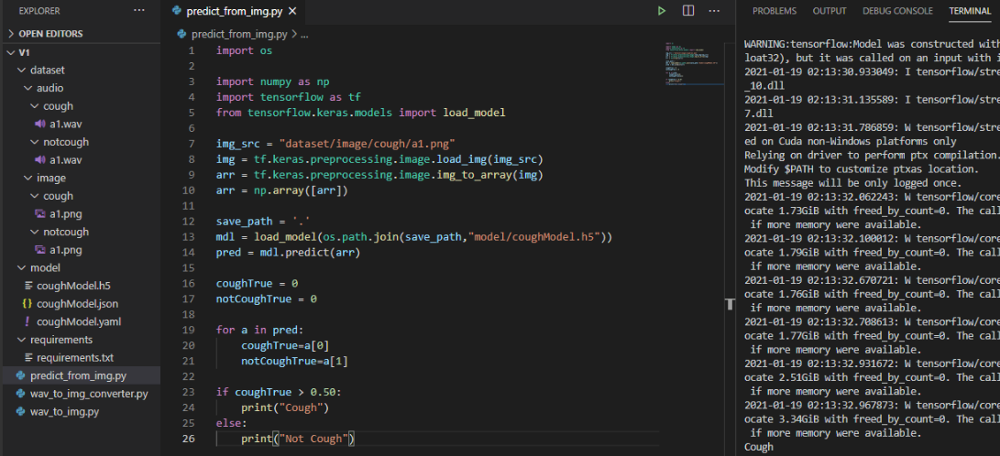 EXPLORER
OPEN EDITORS
V1
dataset
audio
cough
a1.wav
notcough
a1.wav
image
cough
a1.png
notcough
a1.png
model
coughModel.h5
coughModel.json
coughModel.yaml
requirements
requirements.txt
predict_from_img.py
wav_to_img_converter.py
wav_to_img.py
predict_from_img.py
predict_from_img.py > ...
1 import os
2
3 import numpy as np
4 import tensorflow as tf
5 from tensorflow.keras.models import load_model
6
7 img_src = "dataset/image/cough/a1.png"
8 img = tf.keras.preprocessing.image.load_img(img_src)
9 arr = tf.keras.preprocessing.image.img_to_array(img)
10 arr = np.array([arr])
11
12 save_path = '.'
13 mdl = load_model(os.path.join(save_path,"model/coughModel.h5"))
14 pred = mdl.predict(arr)
15
16 coughTrue = 0
17 notCoughTrue = 0
18
19 for a in pred:
20 coughTrue=a[0]
21 notCoughTrue=a[1]
22
23 if coughTrue > 0.50:
24 print("Cough")
25 else:
26 print("Not Cough")
PROBLEMS OUTPUT DEBUG CONSOLE TERMINAL
WARNING:tensorflow:Model was constructed with
loat32), but it was called on an input with i
2021-01-19 02:13:30.933049: I tensorflow/stre
_10.dll
2021-01-19 02:13:31.135589: I tensorflow/stre
7.dll
2021-01-19 02:13:31.786859: W tensorflow/stre
ed on Cuda non-Windows platforms only
Relying on driver to perform ptx compilation.
Modify $PATH to customize ptxas location.
This message will be only logged once.
2021-01-19 02:13:32.062243: W tensorflow/core
ocate 1.73GiB with freed_by_count=0. The call
if more memory were available.
2021-01-19 02:13:32.100012: W tensorflow/core
ocate 1.79GiB with freed_by_count=0. The call
if more memory were available.
2021-01-19 02:13:32.670721: W tensorflow/core
ocate 1.76GiB with freed_by_count=0. The call
if more memory were available.
2021-01-19 02:13:32.708613: W tensorflow/core
ocate 1.77GiB with freed_by_count=0. The call
if more memory were available.
2021-01-19 02:13:32.931672: W tensorflow/core
ocate 2.51GiB with freed_by_count=0. The call
if more memory were available.
2021-01-19 02:13:32.967873: W tensorflow/core
ocate 3.34GiB with freed_by_count=0. The call
if more memory were available.
Cough